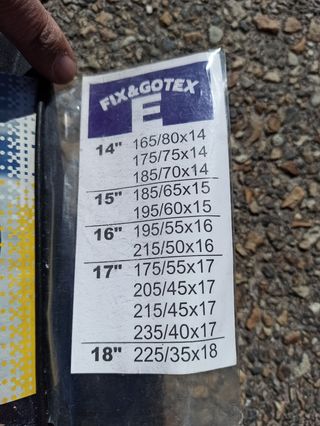 FIX&GOTEX
E
14" 165/80x14
175/75x14
185/70x14
15" 185/65x15
195/60x15
16" 195/55x16
215/50x16
17" 175/55x17
205/45x17
215/45x17
235/40x17
18" 225/35x18